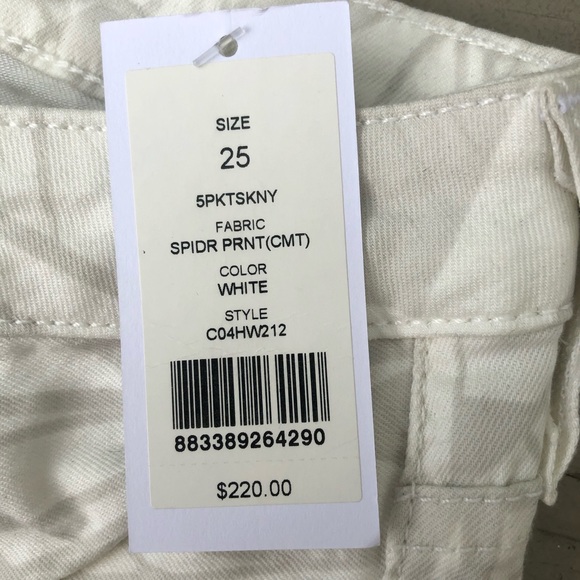 SIZE
25
5PKTSKNY
FABRIC
SPIDR PRNT(CMT)
COLOR
WHITE
STYLE
C04HW212
883389264290
$220.00